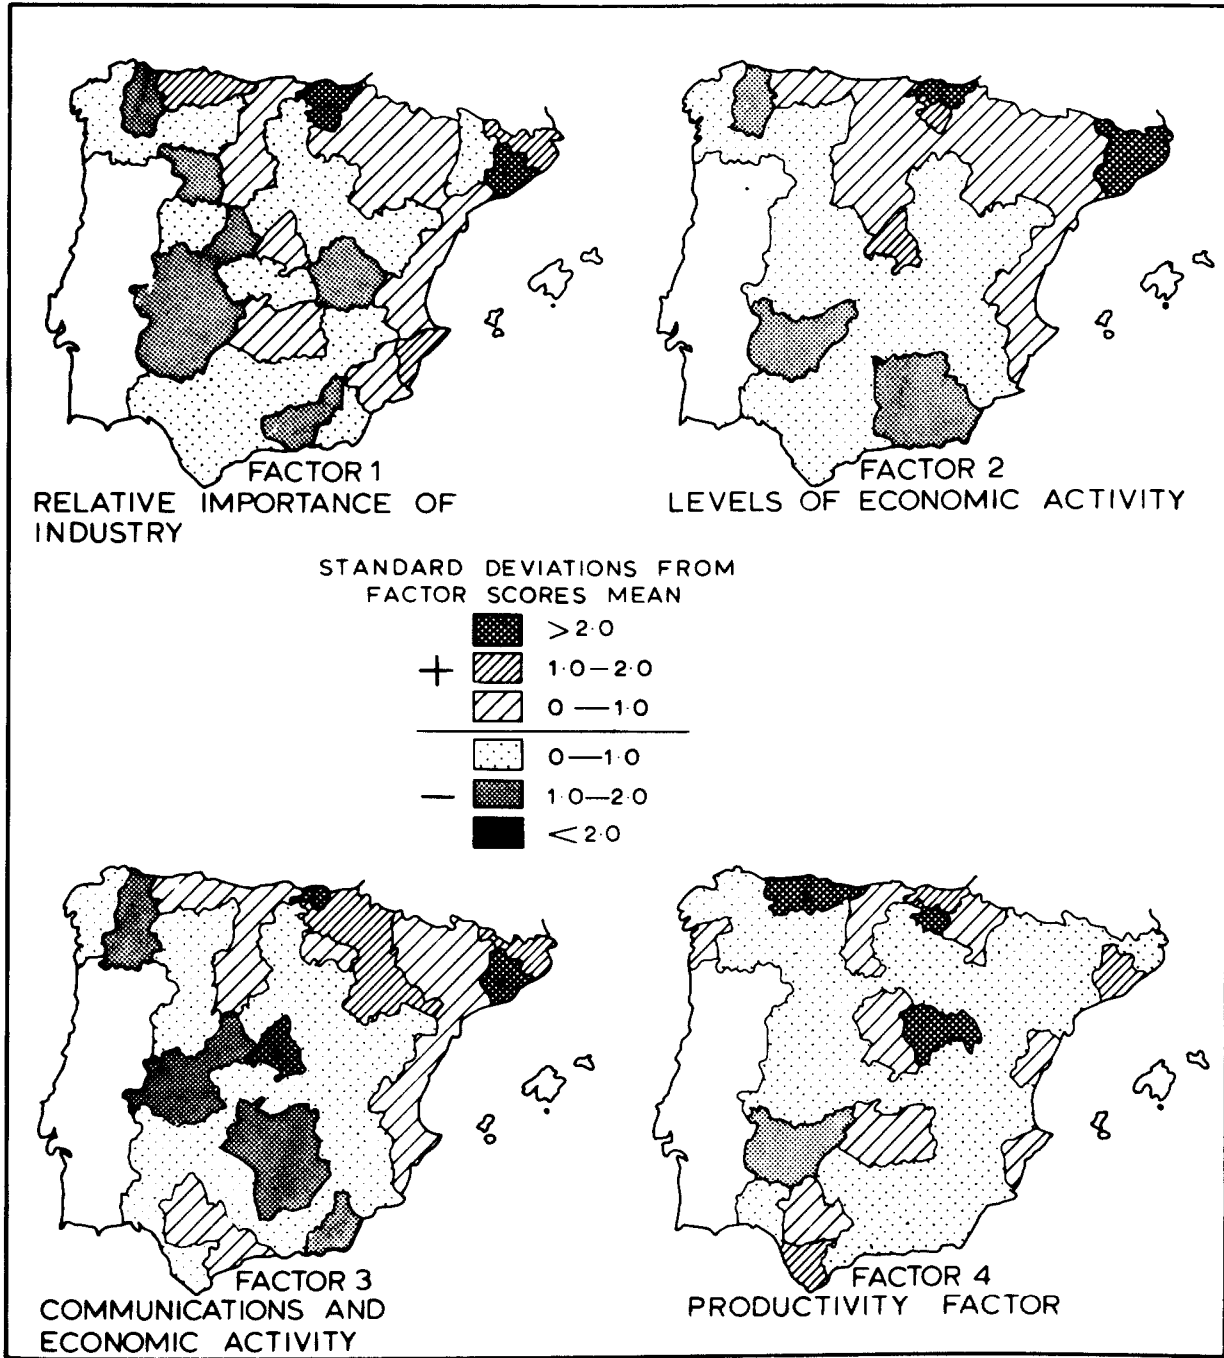 FACTOR 1
RELATIVE IMPORTANCE OF
INDUSTRY
FACTOR 2
LEVELS OF ECONOMIC ACTIVITY
STANDARD DEVIATIONS FROM
FACTOR SCORES MEAN
>2·0
+ 1·0—2·0
0—1·0
0—1·0
— 1·0—2·0
<2·0
FACTOR 3
COMMUNICATIONS AND
ECONOMIC ACTIVITY
FACTOR 4
PRODUCTIVITY FACTOR